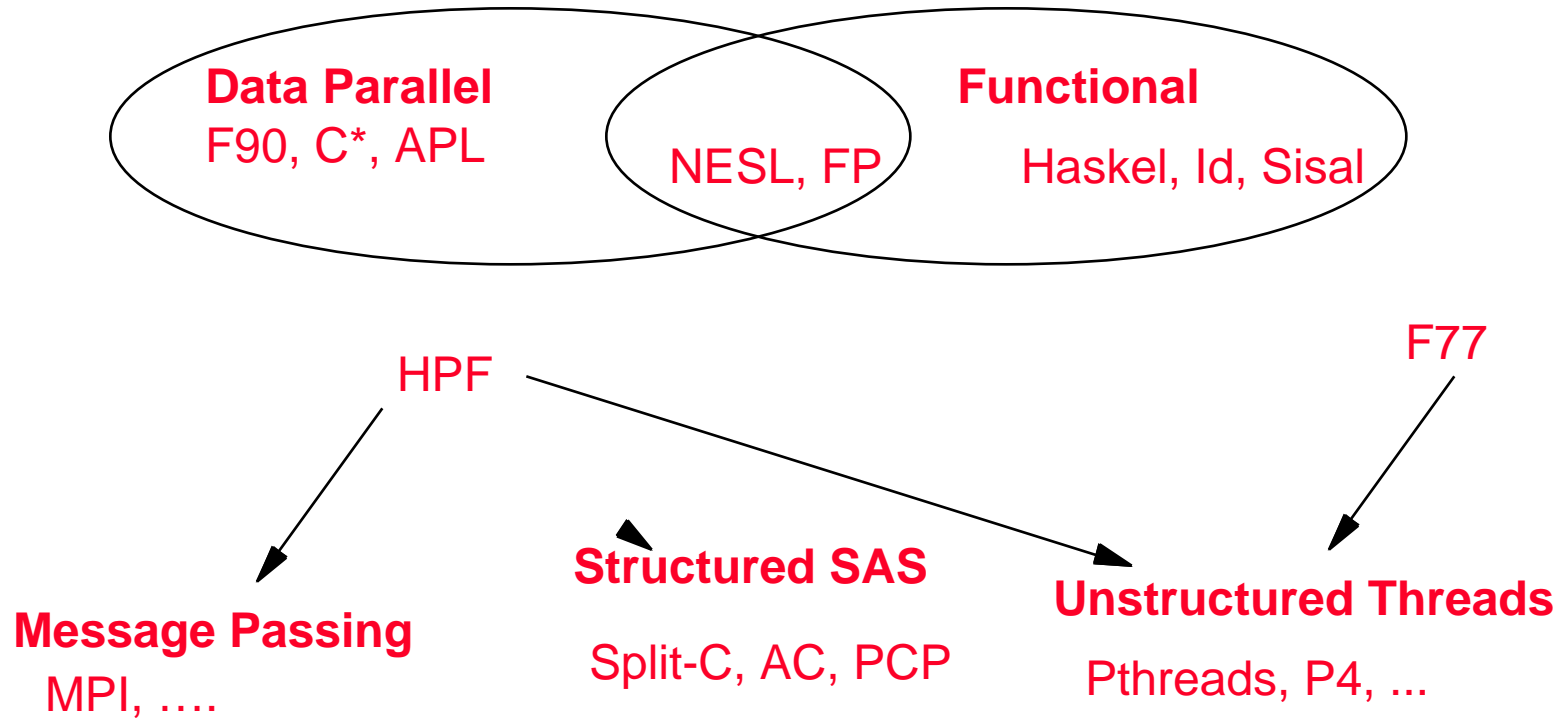 Data Parallel
F90, C*, APL
Functional
NESL, FP
Haskel, Id, Sisal
HPF
F77
Structured SAS
Split-C, AC, PCP
Message Passing
MPI, ….
Unstructured Threads
Pthreads, P4, ...